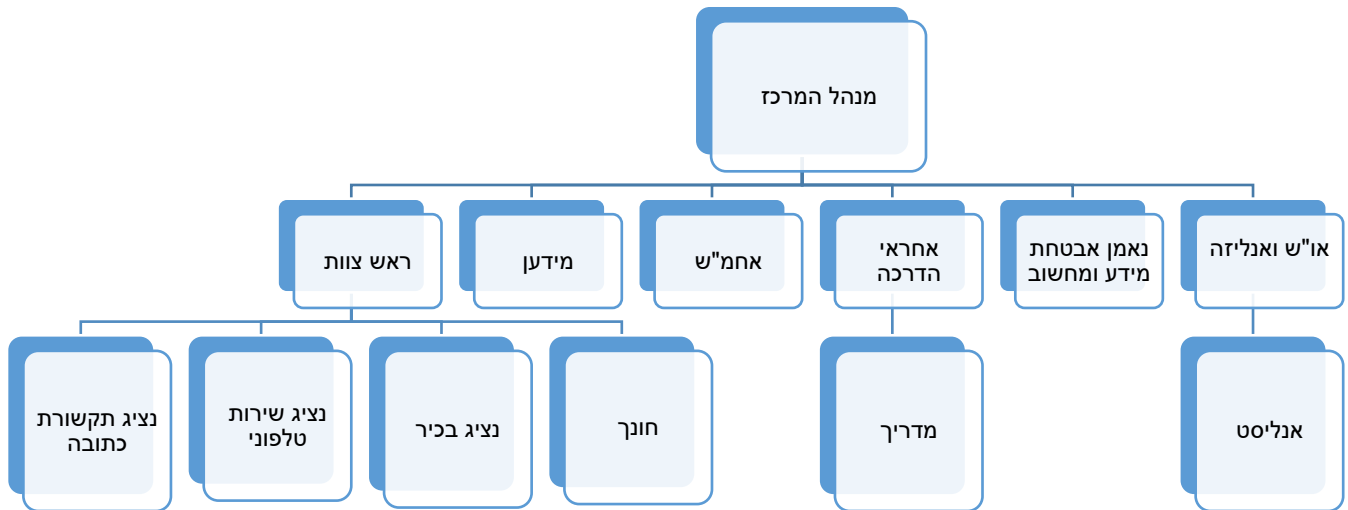 מנהל המרכז
או"ש ואנליזה
נאמן אבטחת
מידע ומחשוב
אחראי
הדרכה
אחמ"ש
מידען
ראש צוות
אנליסט
מדריך
חונך
נציג בכיר
נציג שירות
טלפוני
נציג תקשורת
כתובה